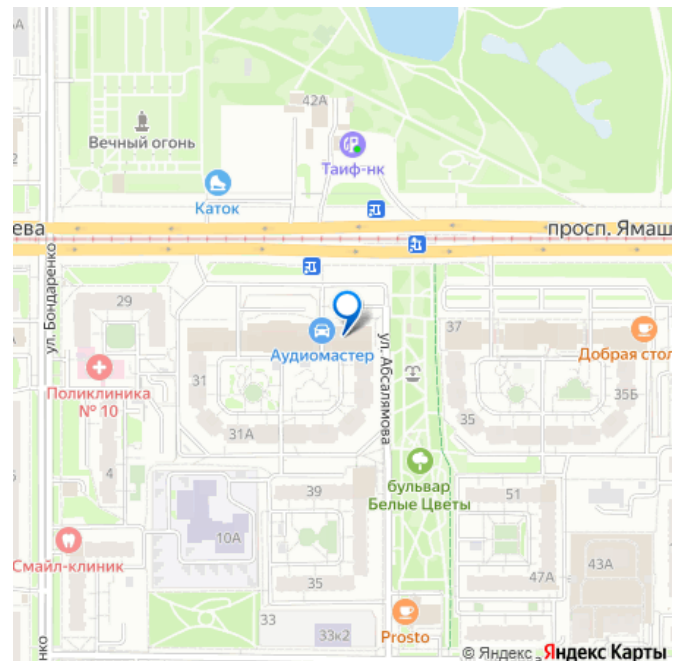 42А
Вечный огонь
Таиф-нк
Каток
ева
просп. Ямаш
ул. Бондаренко
29
37
Аудиомастер
ул. Абсалямова
Добрая стол
Поликлиника
№ 10
31
35Б
35
31А
4
бульвар
Белые Цветы
39
51
10А
43А
Смайл-клиник
35
47А
33
33к2
Prosto
нко
© Яндекс Яндекс Карты